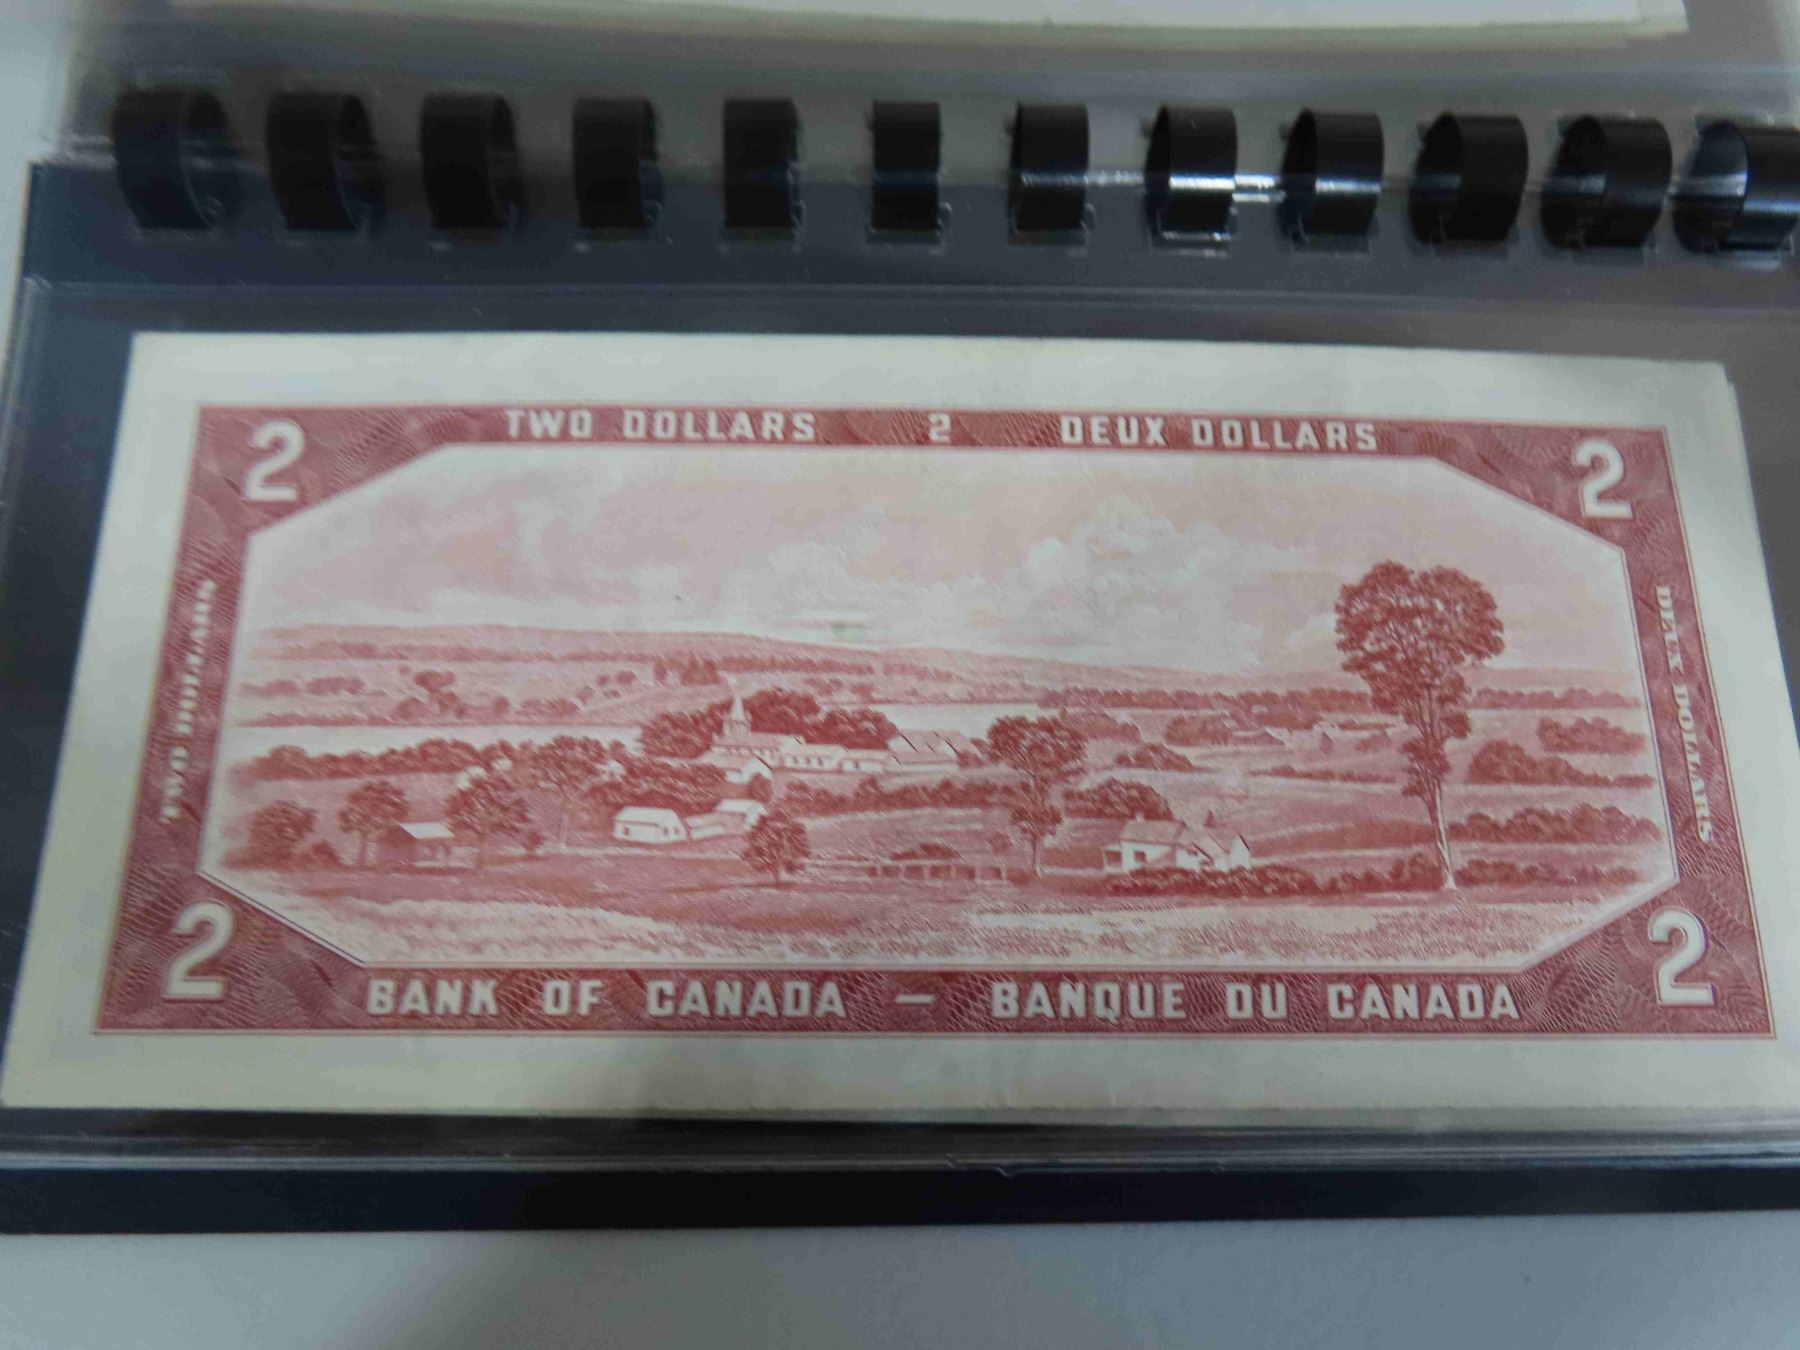 TWO DOLLARS 2 DEUX DOLLARS
2
2
TWO DOLLARS
DEUX DOLLARS
2
2
BANK OF CANADA — BANQUE DU CANADA